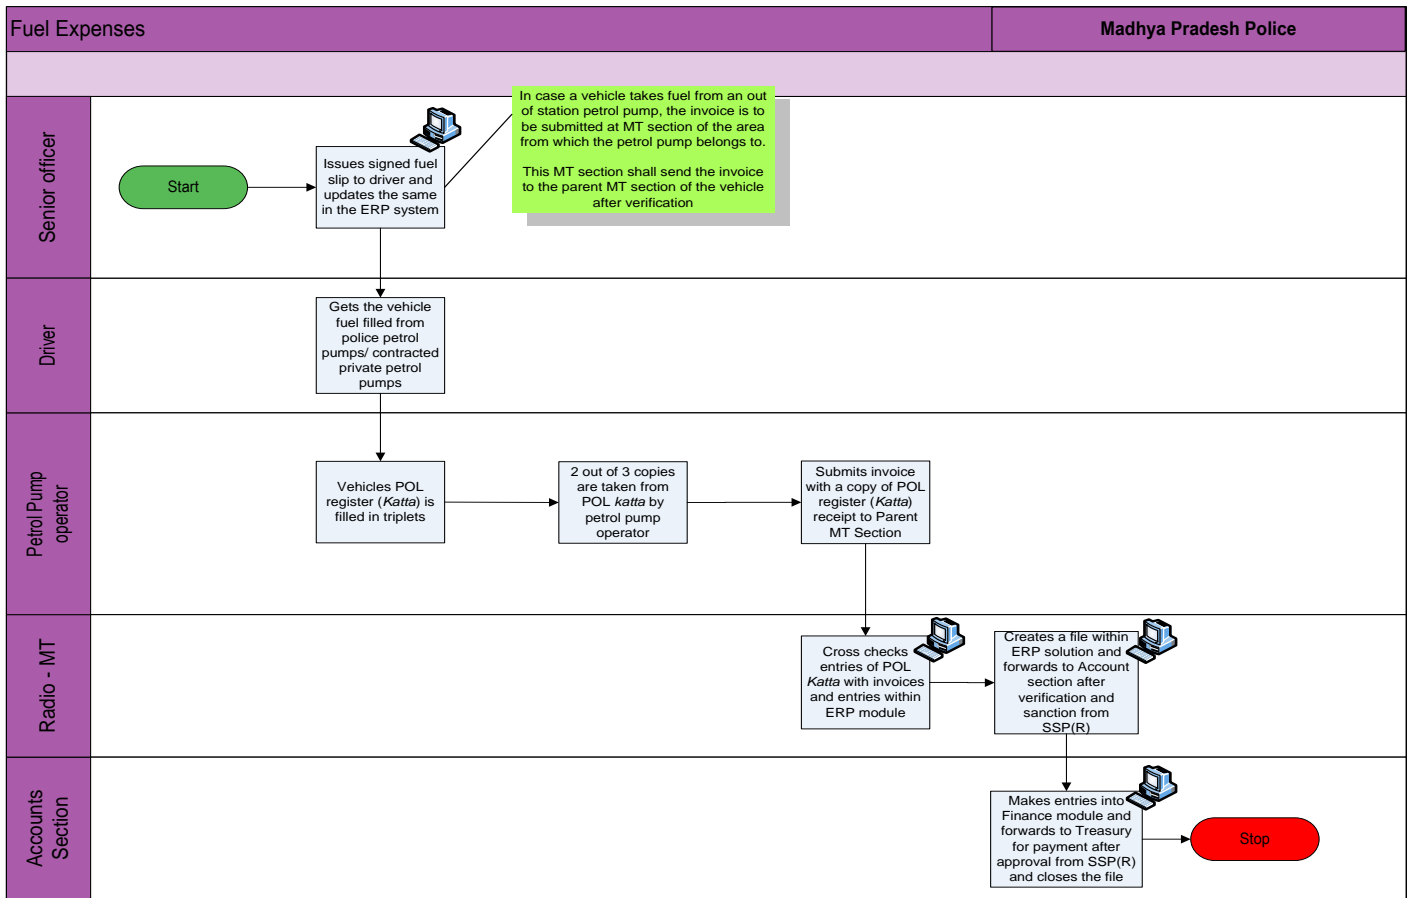 Fuel Expenses
Madhya Pradesh Police
Senior officer
Start
Issues signed fuel
slip to driver and
updates the same
in the ERP system
In case a vehicle takes fuel from an out
of station petrol pump, the invoice is to
be submitted at MT section of the area
from which the petrol pump belongs to.
This MT section shall send the invoice
to the parent MT section of the vehicle
after verification
Driver
Gets the vehicle
fuel filled from
police petrol
pumps/ contracted
private petrol
pumps
Petrol Pump
operator
Vehicles POL
register (Katta) is
filled in triplets
2 out of 3 copies
are taken from
POL katta by
petrol pump
operator
Submits invoice
with a copy of POL
register (Katta)
receipt to Parent
MT Section
Radio - MT
Cross checks
entries of POL
Katta with invoices
and entries within
ERP module
Creates a file within
ERP solution and
forwards to Account
section after
verification and
sanction from
SSP(R)
Accounts
Section
Makes entries into
Finance module and
forwards to Treasury
for payment after
approval from SSP(R)
and closes the file
Stop